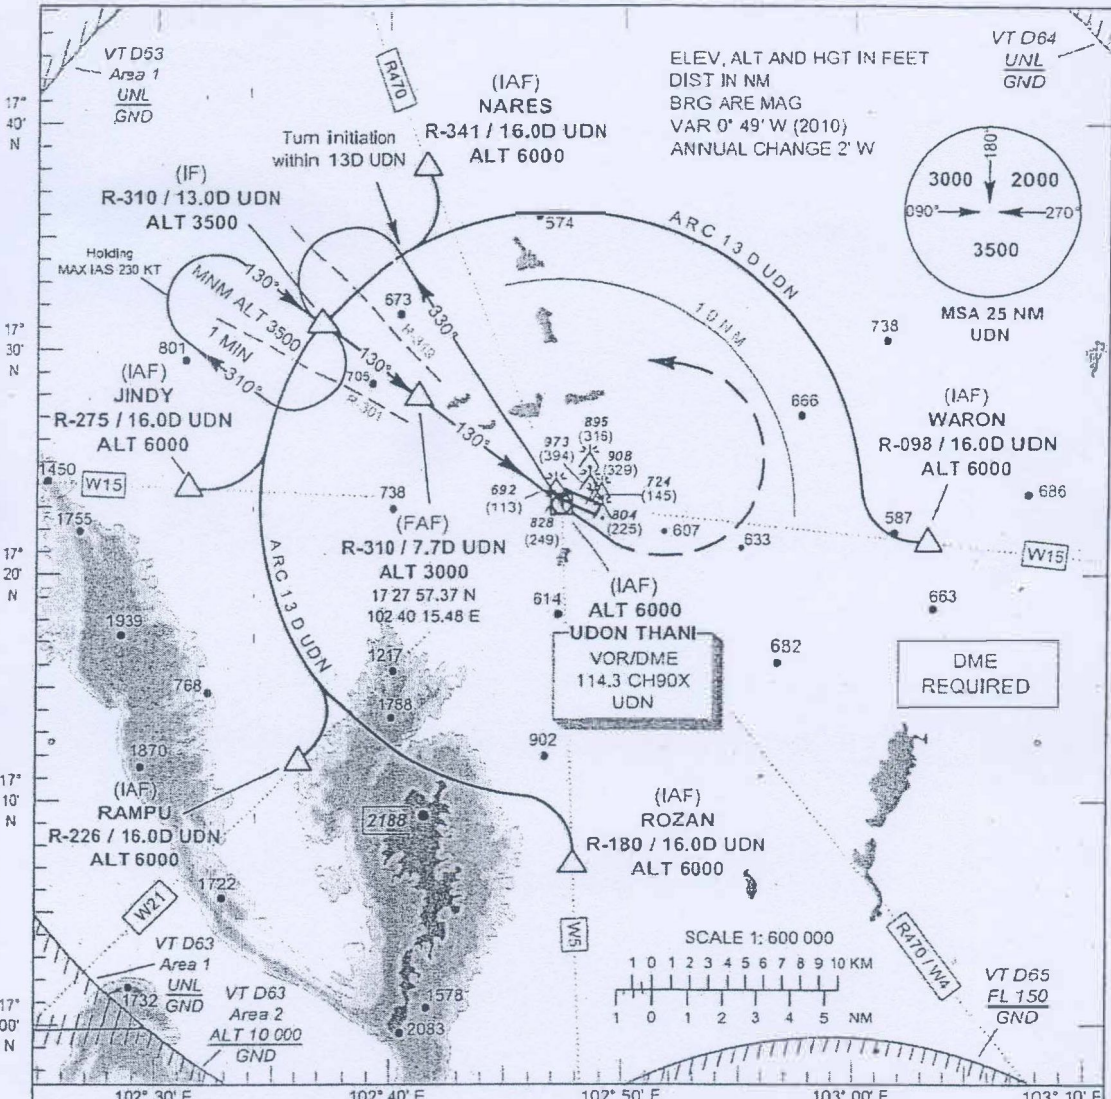 VT D53
Area 1
UNL
GND
R470
(IAF)
NARES
R-341 / 16.0D UDN
ALT 6000
ELEV, ALT AND HGT IN FEET
DIST IN NM
BRG ARE MAG
VAR 0° 49' W (2010)
ANNUAL CHANGE 2' W
VT D64
UNL
GND
17°
40'
N
Turn initiation
within 13D UDN
(IF)
R-310 / 13.0D UDN
ALT 3500
180°
3000
2000
090°
270°
3500
MSA 25 NM
UDN
574
ARC 13 D UDN
10 NM
Holding
MAX IAS 230 KT
130°
MNM ALT 3500
1 MIN
310°
673
330°
130°
705
R-301
130°
738
17°
30'
N
801
(IAF)
JINDY
R-275 / 16.0D UDN
ALT 6000
666
(IAF)
WARON
R-098 / 16.0D UDN
ALT 6000
895
(316)
973
(394)
908
(329)
724
(145)
692
(113)
828
(249)
804
(225)
1450
W15
1755
738
607
633
587
686
W15
(FAF)
R-310 / 7.7D UDN
ALT 3000
17 27 57.37 N
102 40 15.48 E
17°
20'
N
ARC 13 D UDN
614
(IAF)
ALT 6000
UDON THANI
VOR/DME
114.3 CH90X
UDN
663
682
DME
REQUIRED
1939
768
1217
1788
902
1870
17°
10'
N
(IAF)
RAMPU
R-226 / 16.0D UDN
ALT 6000
2188
(IAF)
ROZAN
R-180 / 16.0D UDN
ALT 6000
1722
W21
W5
R470 / W4
SCALE 1: 600 000
1 0 1 2 3 4 5 6 7 8 9 10 KM
1 0 1 2 3 4 5 NM
VT D63
Area 1
UNL
GND
VT D63
Area 2
ALT 10 000
GND
VT D65
FL 150
GND
1732
1578
2083
17°
00'
N
102° 30' E
102° 40' E
102° 50' E
103° 00' E
103° 10' E